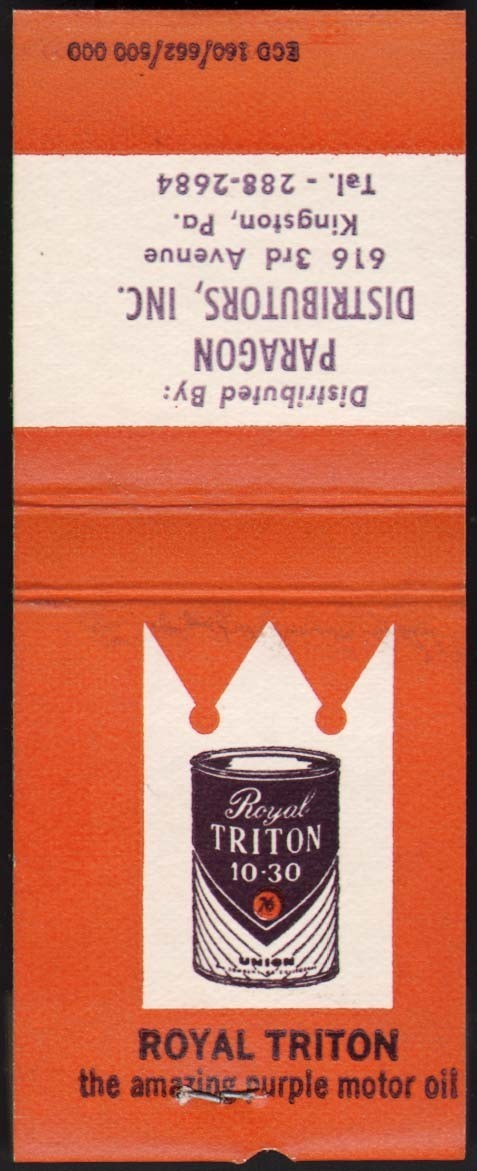 ECD 160/662/500 000
Distributed By:
PARAGON
DISTRIBUTORS, INC.
616 3rd Avenue
Kingston, Pa.
Tel. - 288-2684
Royal
TRITON
10-30
76
UNION
ROYAL TRITON
the amazing purple motor oil